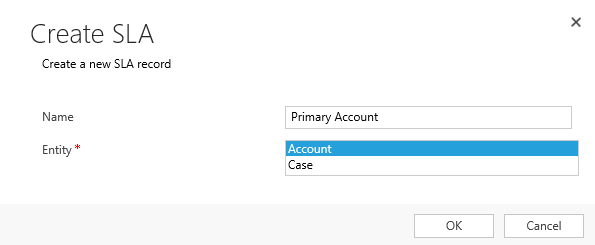 Create SLA
Create a new SLA record
Name
Primary Account
Entity *
Account
Case
OK
Cancel